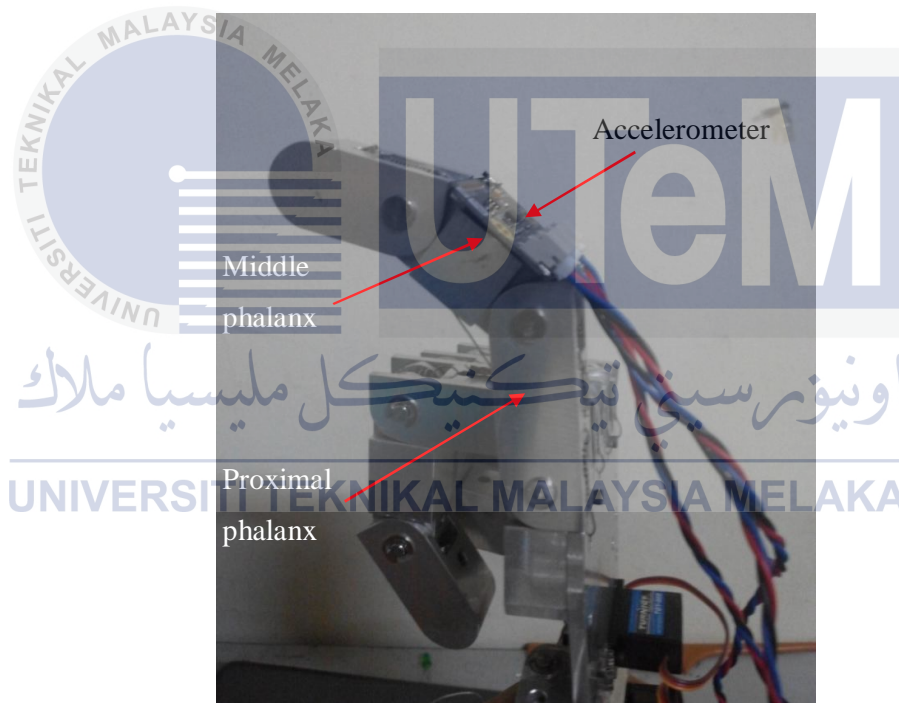 UNIVERSITI TEKNIKAL MALAYSIA MELAKA
UTeM
Accelerometer
Middle
phalanx
اونيۏرسيتي تيكنيكل مليسيا ملاك
UNIVERSITI TEKNIKAL MALAYSIA MELAKA
Proximal
phalanx